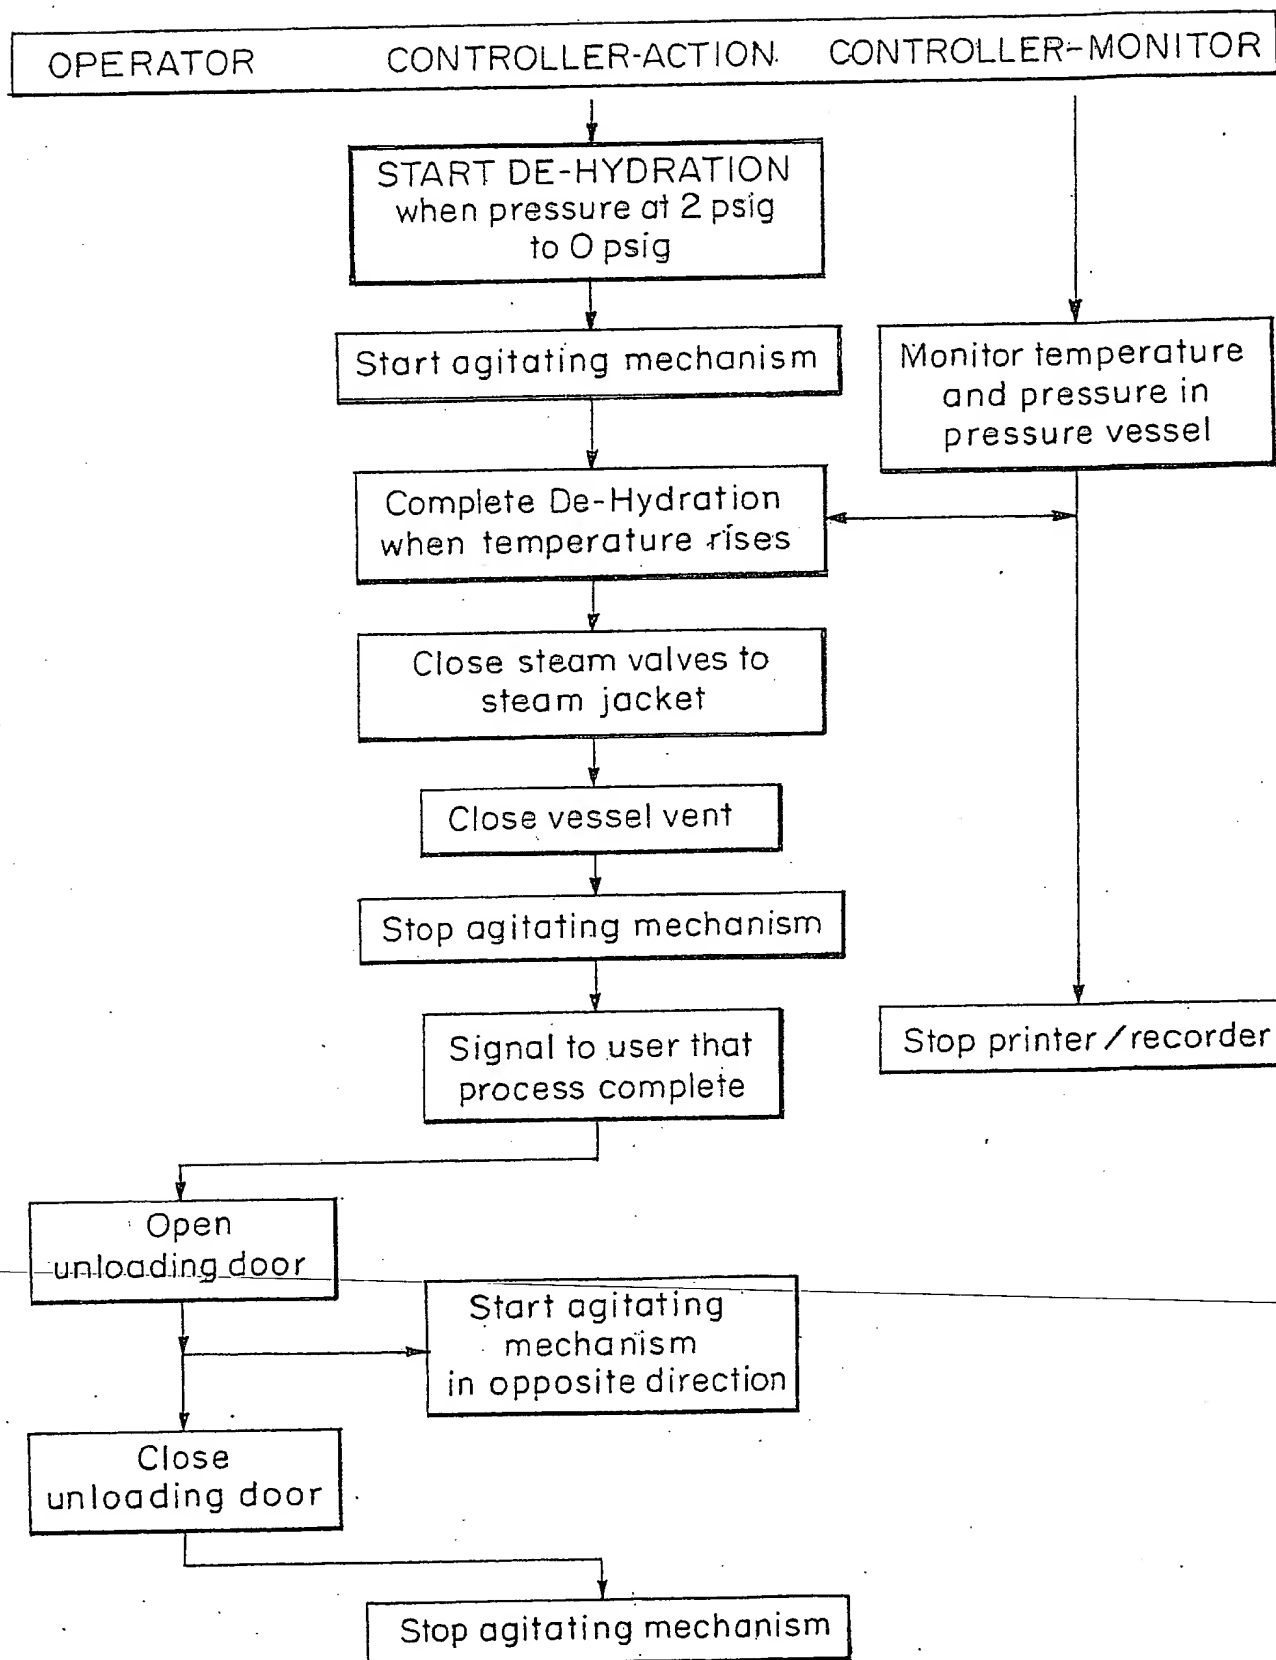 OPERATOR CONTROLLER-ACTION. CONTROLLER-MONITOR
START DE-HYDRATION
when pressure at 2 psig
to 0 psig
Start agitating mechanism
Monitor temperature
and pressure in
pressure vessel
Complete De-Hydration
when temperature rises
Close steam valves to
steam jacket
Close vessel vent
Stop agitating mechanism
Signal to user that
process complete
Stop printer/recorder
Open
unloading door
Start agitating
mechanism
in opposite direction
Close
unloading door
Stop agitating mechanism